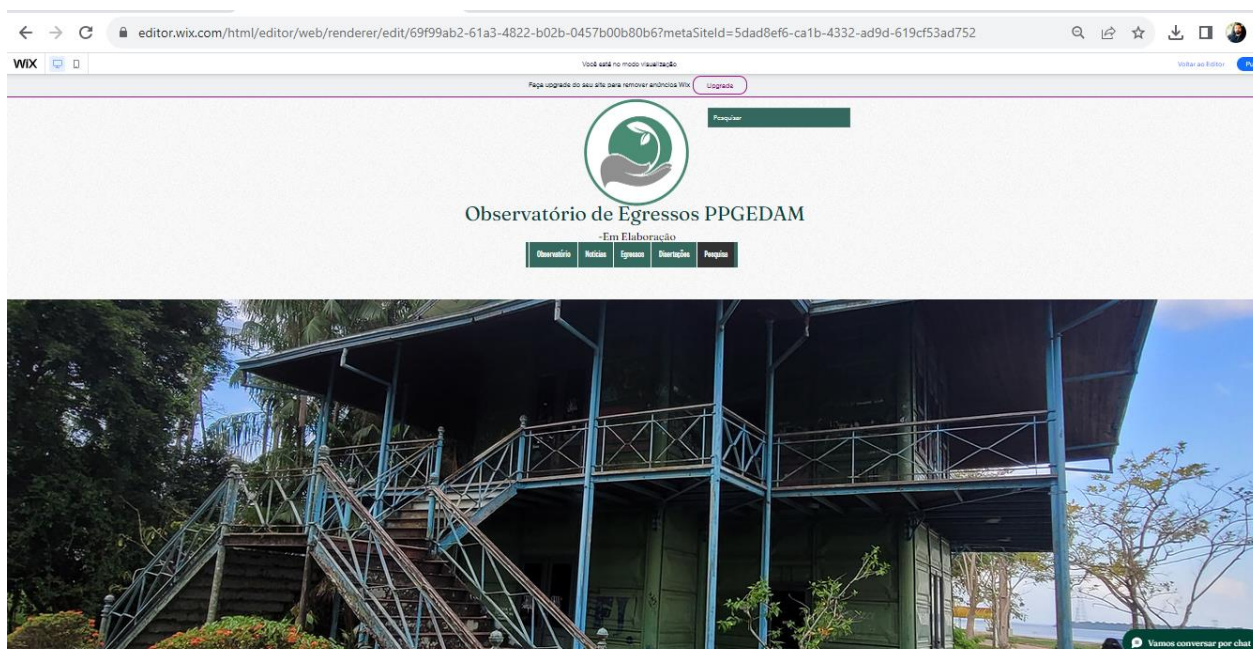 editor.wix.com/html/editor/web/renderer/edit/69f99ab2-61a3-4822-b02b-0457b00b80b6?metaSiteId=5dad8ef6-ca1b-4332-ad9d-619cf53ad752
WiX
Você está no modo visualização
Voltar ao Editor
Pu
Faça upgrade do seu site para remover anúncios Wix
Upgrade
Pesquisar
Observatório de Egressos PPGEDAM
-Em Elaboração
Observatório Notícias Egressos Disertações Pesquisa
Vamos conversar por chat